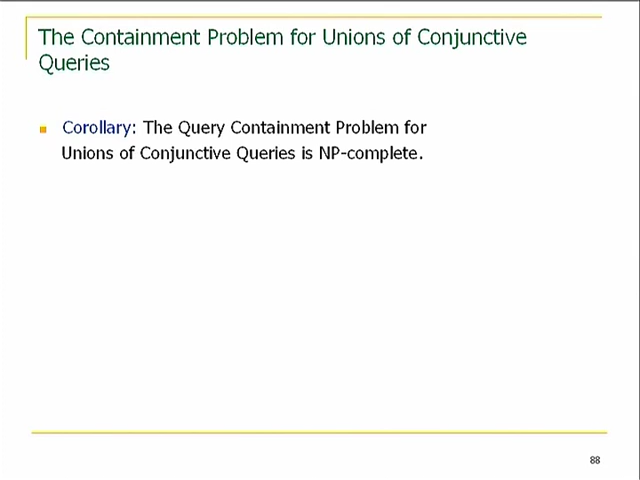 The Containment Problem for Unions of Conjunctive
Queries
Corollary: The Query Containment Problem for
Unions of Conjunctive Queries is NP-complete.
88